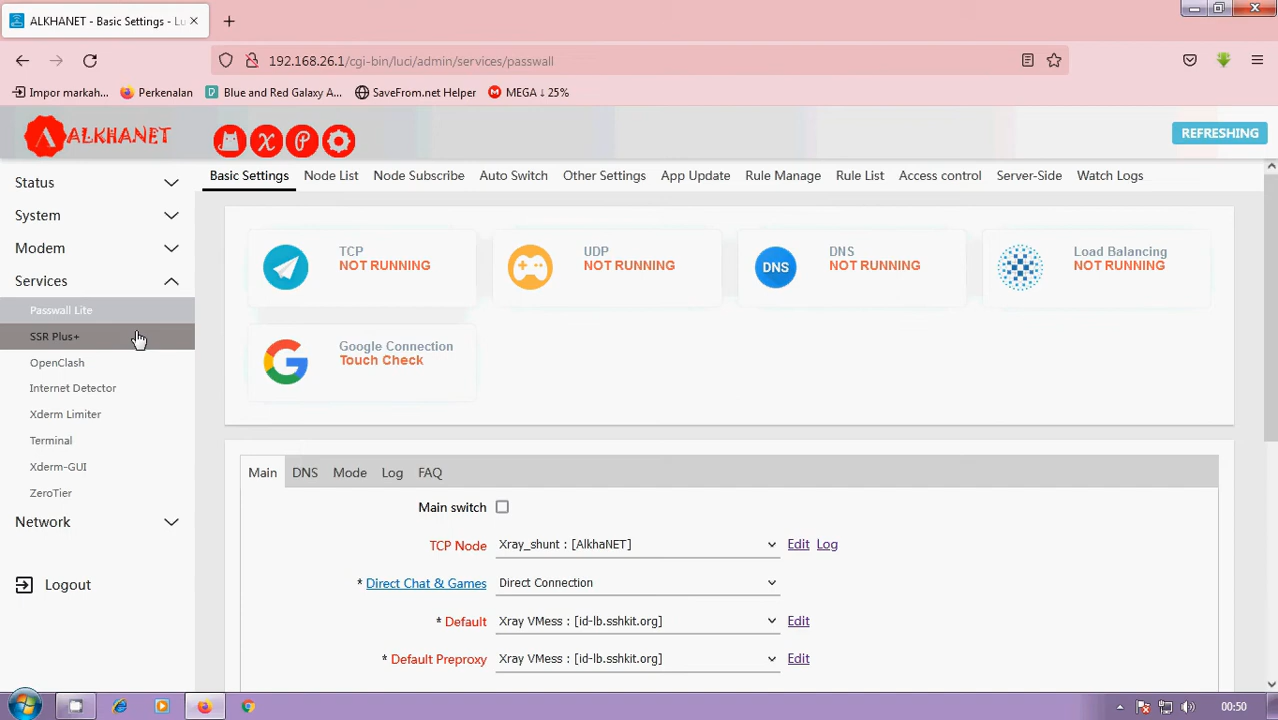 ALKHANET - Basic Settings - Lu
192.168.26.1/cgi-bin/luci/admin/services/passwall
Impor markah...
Perkenalan
Blue and Red Galaxy A...
SaveFrom.net Helper
MEGA ↓ 25%
ALKHANET
REFRESHING
Status
System
Modem
Services
Passwall Lite
SSR Plus+
OpenClash
Internet Detector
Xderm Limiter
Terminal
Xderm-GUI
ZeroTier
Network
Logout
Basic Settings
Node List
Node Subscribe
Auto Switch
Other Settings
App Update
Rule Manage
Rule List
Access control
Server-Side
Watch Logs
TCP
NOT RUNNING
UDP
NOT RUNNING
DNS
DNS
NOT RUNNING
Load Balancing
NOT RUNNING
Google Connection
Touch Check
Main
DNS
Mode
Log
FAQ
Main switch
TCP Node
Xray_shunt : [AlkhaNET]
Edit
Log
* Direct Chat & Games
Direct Connection
* Default
Xray VMess : [id-lb.sshkit.org]
Edit
* Default Preproxy
Xray VMess : [id-lb.sshkit.org]
Edit
00:50